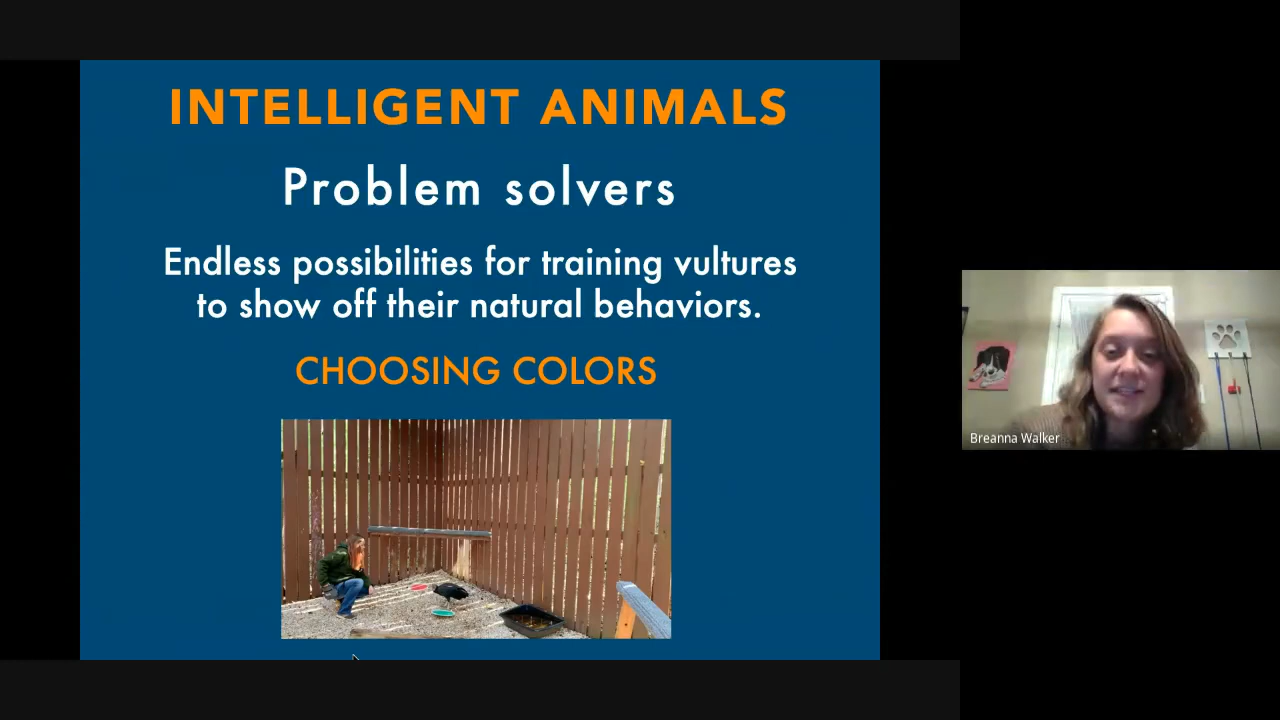 INTELLIGENT ANIMALS
Problem solvers
Endless possibilities for training vultures
to show off their natural behaviors.
CHOOSING COLORS
Breanna Walker